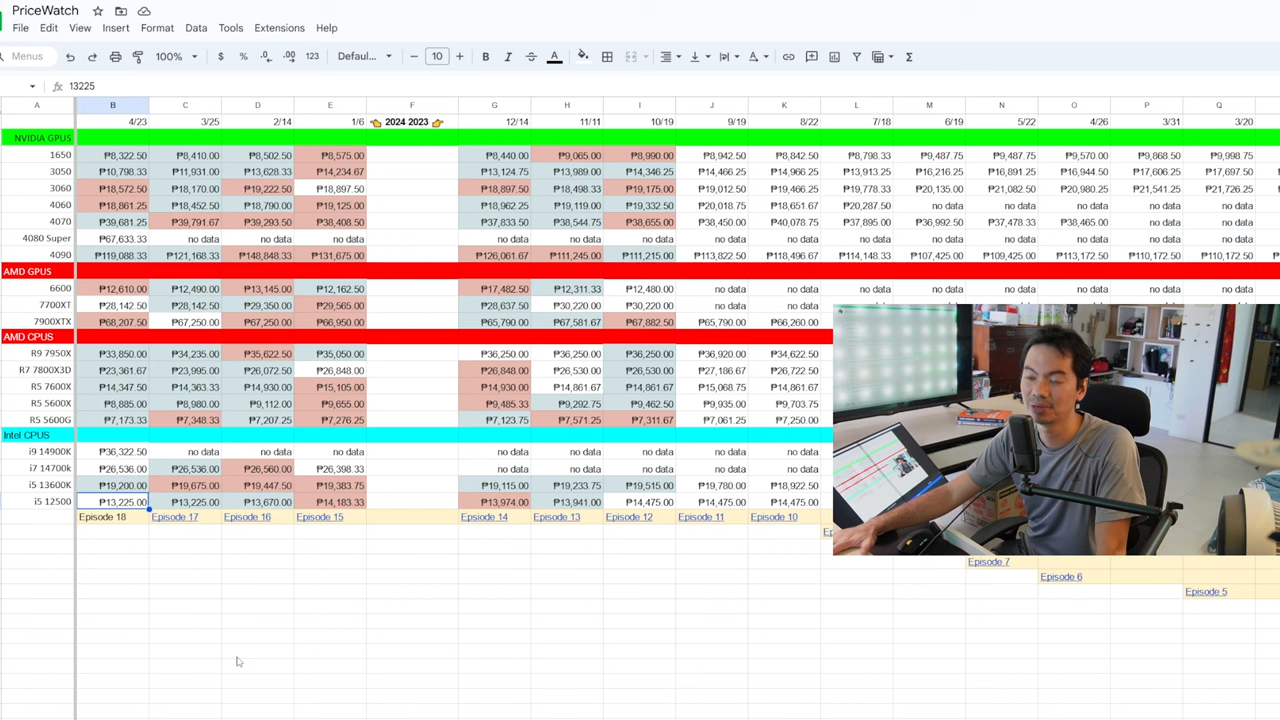 PriceWatch
File Edit View Insert Format Data Tools Extensions Help
Menus 100% $ % .0 .00 123 Defaul... 10 B I A Σ
fx 13225
A B C D E F G H I J K L M N O P Q
4/23 3/25 2/14 1/6 👈 2024 2023 👉 12/14 11/11 10/19 9/19 8/22 7/18 6/19 5/22 4/26 3/31 3/20
NVIDIA GPUS
1650 ₱8,322.50 ₱8,410.00 ₱8,502.50 ₱8,575.00 ₱8,440.00 ₱9,065.00 ₱8,990.00 ₱8,942.50 ₱8,842.50 ₱8,798.33 ₱9,487.75 ₱9,487.75 ₱9,570.00 ₱9,868.50 ₱9,998.75
3050 ₱10,798.33 ₱11,931.00 ₱13,628.33 ₱14,234.67 ₱13,124.75 ₱13,989.00 ₱14,346.25 ₱14,466.25 ₱14,966.25 ₱13,913.25 ₱16,216.25 ₱16,891.25 ₱16,944.50 ₱17,606.25 ₱17,697.50
3060 ₱18,572.50 ₱18,170.00 ₱19,222.50 ₱18,897.50 ₱18,897.50 ₱18,498.33 ₱19,175.00 ₱19,012.50 ₱19,466.25 ₱19,778.33 ₱20,135.00 ₱21,082.50 ₱20,980.25 ₱21,541.25 ₱21,726.25
4060 ₱18,861.25 ₱18,452.50 ₱18,790.00 ₱19,125.00 ₱18,962.25 ₱19,119.00 ₱19,332.50 ₱20,018.75 ₱18,651.67 ₱20,287.50 no data no data no data no data no data
4070 ₱39,681.25 ₱39,791.67 ₱39,293.50 ₱38,408.50 ₱37,833.50 ₱38,544.75 ₱38,655.00 ₱38,450.00 ₱40,078.75 ₱37,895.00 ₱36,992.50 ₱37,478.33 ₱38,465.00 no data no data
4080 Super ₱67,633.33 no data no data no data no data no data no data no data no data no data no data no data no data no data no data
4090 ₱119,088.33 ₱121,168.33 ₱148,848.33 ₱131,675.00 ₱126,061.67 ₱111,245.00 ₱111,215.00 ₱113,822.50 ₱118,496.67 ₱114,148.33 ₱107,425.00 ₱109,425.00 ₱113,172.50 ₱110,172.50 ₱110,172.50
AMD GPUS
6600 ₱12,610.00 ₱12,490.00 ₱13,145.00 ₱12,162.50 ₱17,482.50 ₱12,311.33 ₱12,480.00 no data no data no data no data no data no data no data no data
7700XT ₱28,142.50 ₱28,142.50 ₱29,350.00 ₱29,565.00 ₱28,637.50 ₱30,220.00 ₱30,220.00 no data no data no data no data no data no data no data no data
7900XTX ₱68,207.50 ₱67,250.00 ₱67,250.00 ₱66,950.00 ₱65,790.00 ₱67,581.67 ₱67,882.50 ₱65,790.00 ₱66,260.00
AMD CPUS
R9 7950X ₱33,850.00 ₱34,235.00 ₱35,622.50 ₱35,050.00 ₱36,250.00 ₱36,250.00 ₱36,250.00 ₱36,920.00 ₱34,622.50
R7 7800X3D ₱23,361.67 ₱23,995.00 ₱26,072.50 ₱26,848.00 ₱26,848.00 ₱26,530.00 ₱26,530.00 ₱27,186.67 ₱26,722.50
R5 7600X ₱14,347.50 ₱14,363.33 ₱14,930.00 ₱15,105.00 ₱14,930.00 ₱14,861.67 ₱14,861.67 ₱15,068.75 ₱14,861.67
R5 5600X ₱8,885.00 ₱8,980.00 ₱9,112.00 ₱9,655.00 ₱9,485.33 ₱9,292.75 ₱9,462.50 ₱9,935.00 ₱9,703.75
R5 5600G ₱7,173.33 ₱7,348.33 ₱7,207.25 ₱7,276.25 ₱7,123.75 ₱7,571.25 ₱7,311.67 ₱7,061.25 ₱7,250.00
Intel CPUS
i9 14900K ₱36,322.50 no data no data no data no data no data no data no data no data
i7 14700k ₱26,536.00 ₱26,536.00 ₱26,560.00 ₱26,398.33 no data no data no data no data no data
i5 13600K ₱19,200.00 ₱19,675.00 ₱19,447.50 ₱19,383.75 ₱19,115.00 ₱19,233.75 ₱19,515.00 ₱19,780.00 ₱18,922.50
i5 12500 ₱13,225.00 ₱13,225.00 ₱13,670.00 ₱14,183.33 ₱13,974.00 ₱13,941.00 ₱14,475.00 ₱14,475.00 ₱14,475.00
Episode 18 Episode 17 Episode 16 Episode 15 Episode 14 Episode 13 Episode 12 Episode 11 Episode 10
Episode 7
Episode 6
Episode 5